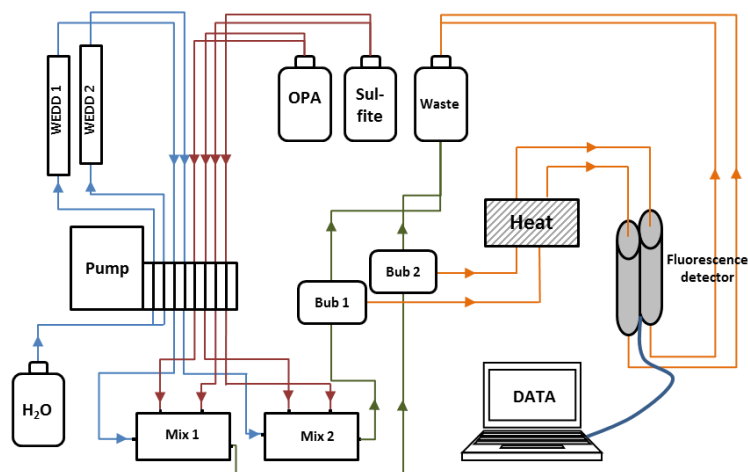 WEDD 1
WEDD 2
OPA
Sul-
fite
Waste
Heat
Pump
Bub 2
Bub 1
Fluorescence
detector
H₂O
Mix 1
Mix 2
DATA